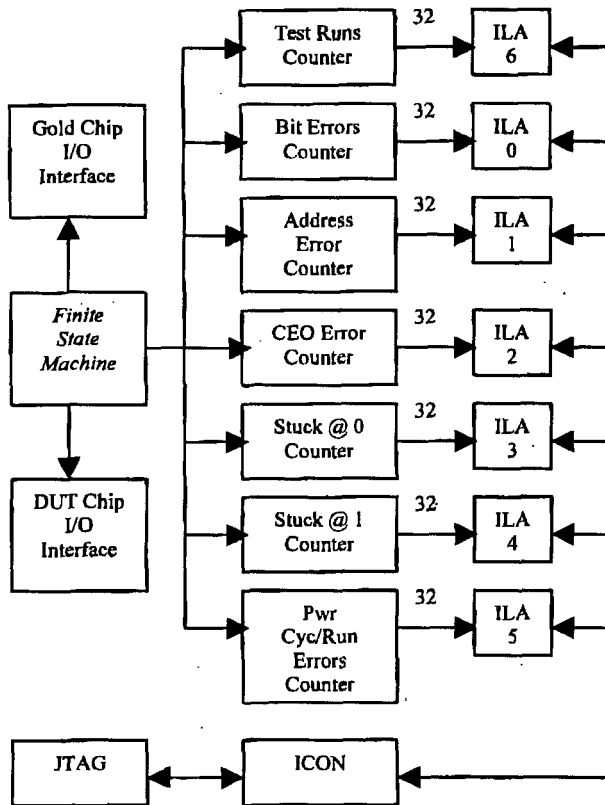 Test Runs
Counter
32
ILA
6
Gold Chip
I/O
Interface
Bit Errors
Counter
32
ILA
0
Address
Error
Counter
32
ILA
1
Finite
State
Machine
CEO Error
Counter
32
ILA
2
Stuck @ 0
Counter
32
ILA
3
DUT Chip
I/O
Interface
Stuck @ 1
Counter
32
ILA
4
Pwr
Cyc/Run
Errors
Counter
32
ILA
5
JTAG
ICON